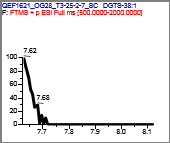 QEF1621_OG28_T3-25-2-7_SC DGTS-38:1
F: FTMS + p ESI Full ms [500.0000-2000.0000]
7.62
100
80
7.68
60
40
20
0
7.7 7.8 7.9 8.0 8.1